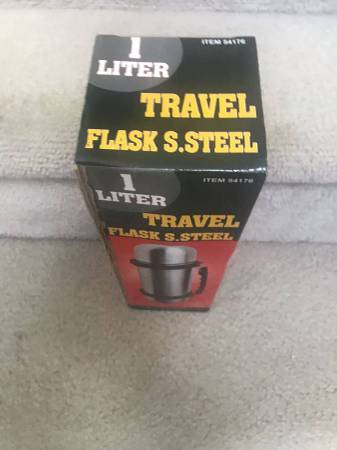 1
LITER
ITEM 54176
TRAVEL
FLASK S.STEEL
1
LITER
ITEM 54176
TRAVEL
FLASK S.STEEL